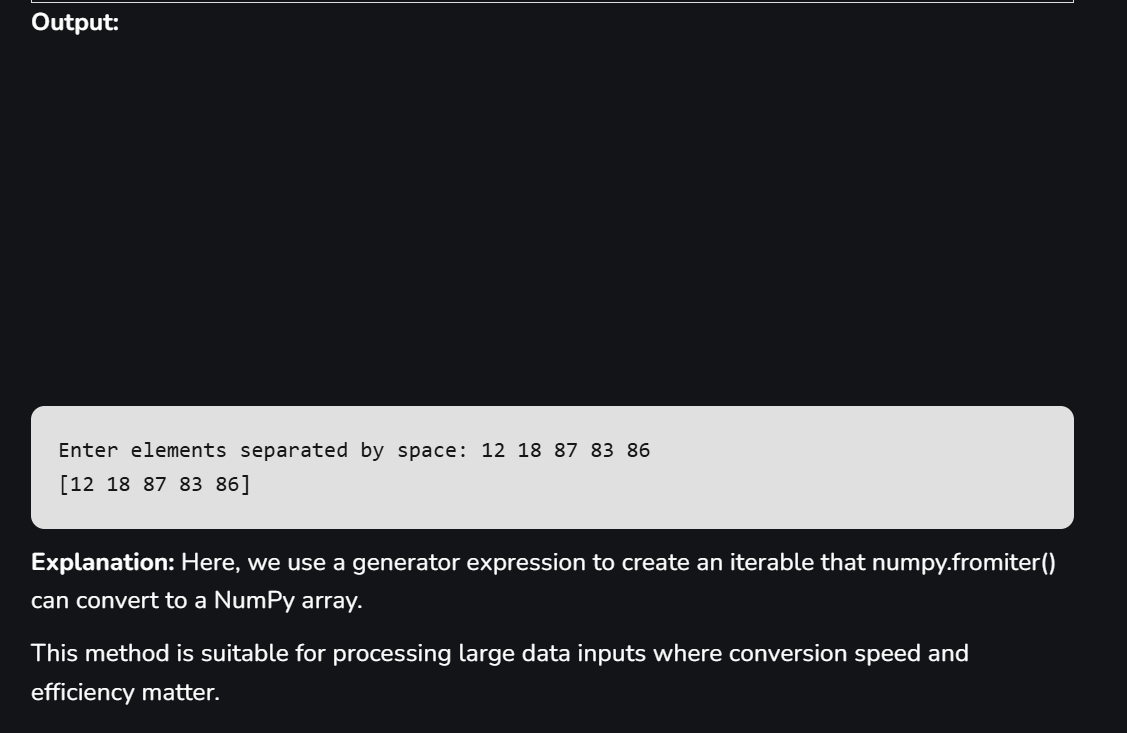 Output:
Enter elements separated by space: 12 18 87 83 86
[12 18 87 83 86]
Explanation: Here, we use a generator expression to create an iterable that numpy.fromiter()
can convert to a NumPy array.
This method is suitable for processing large data inputs where conversion speed and
efficiency matter.